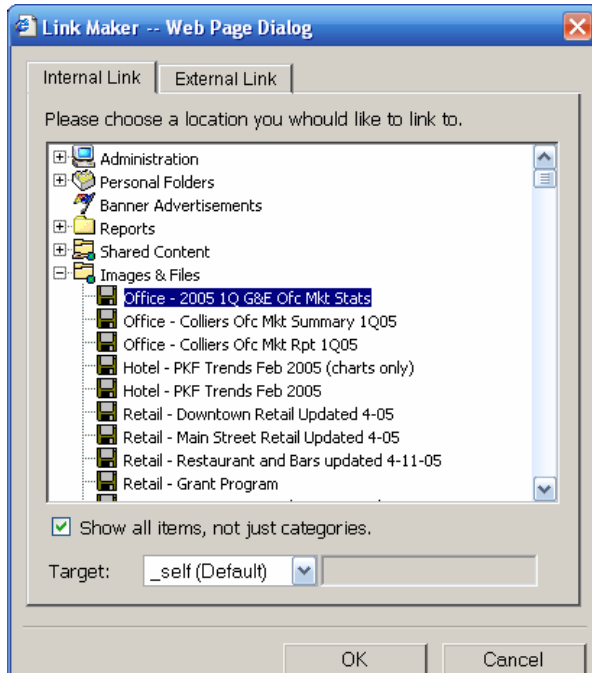 Link Maker -- Web Page Dialog
Internal Link External Link
Please choose a location you whould like to link to.
Administration
Personal Folders
Banner Advertisements
Reports
Shared Content
Images & Files
Office - 2005 1Q G&E Ofc Mkt Stats
Office - Colliers Ofc Mkt Summary 1Q05
Office - Colliers Ofc Mkt Rpt 1Q05
Hotel - PKF Trends Feb 2005 (charts only)
Hotel - PKF Trends Feb 2005
Retail - Downtown Retail Updated 4-05
Retail - Main Street Retail Updated 4-05
Retail - Restaurant and Bars updated 4-11-05
Retail - Grant Program
Show all items, not just categories.
Target: _self (Default)
OK Cancel